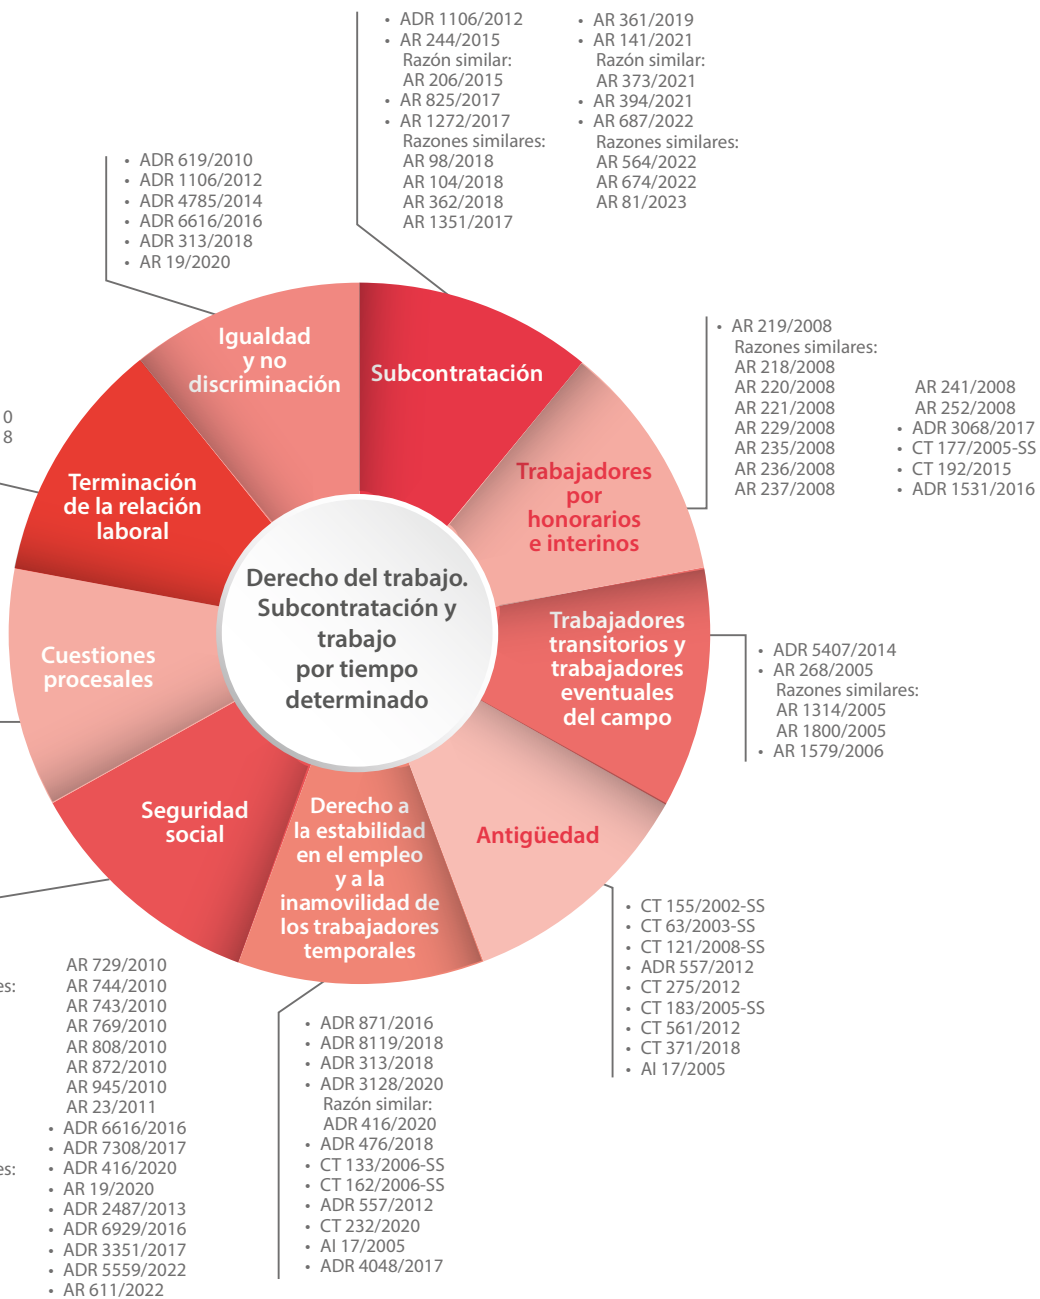 • ADR 1106/2012
• AR 244/2015
Razón similar:
AR 206/2015
• AR 825/2017
• AR 1272/2017
Razones similares:
AR 98/2018
AR 104/2018
AR 362/2018
AR 1351/2017
• AR 361/2019
• AR 141/2021
Razón similar:
AR 373/2021
• AR 394/2021
• AR 687/2022
Razones similares:
AR 564/2022
AR 674/2022
AR 81/2023
• ADR 619/2010
• ADR 1106/2012
• ADR 4785/2014
• ADR 6616/2016
• ADR 313/2018
• AR 19/2020
Igualdad
y no
discriminación
Subcontratación
• AR 219/2008
Razones similares:
AR 218/2008
AR 220/2008
AR 221/2008
AR 229/2008
AR 235/2008
AR 236/2008
AR 237/2008
AR 241/2008
AR 252/2008
• ADR 3068/2017
• CT 177/2005-SS
• CT 192/2015
• ADR 1531/2016
0
8
Terminación
de la relación
laboral
Trabajadores
por
honorarios
e interinos
Derecho del trabajo.
Subcontratación y
trabajo
por tiempo
determinado
Cuestiones
procesales
Trabajadores
transitorios y
trabajadores
eventuales
del campo
• ADR 5407/2014
• AR 268/2005
Razones similares:
AR 1314/2005
AR 1800/2005
• AR 1579/2006
Seguridad
social
Derecho a
la estabilidad
en el empleo
y a la
inamovilidad de
los trabajadores
temporales
Antigüedad
• CT 155/2002-SS
• CT 63/2003-SS
• CT 121/2008-SS
• ADR 557/2012
• CT 275/2012
• CT 183/2005-SS
• CT 561/2012
• CT 371/2018
• AI 17/2005
es:
es:
AR 729/2010
AR 744/2010
AR 743/2010
AR 769/2010
AR 808/2010
AR 872/2010
AR 945/2010
AR 23/2011
• ADR 6616/2016
• ADR 7308/2017
• ADR 416/2020
• AR 19/2020
• ADR 2487/2013
• ADR 6929/2016
• ADR 3351/2017
• ADR 5559/2022
• AR 611/2022
• ADR 871/2016
• ADR 8119/2018
• ADR 313/2018
• ADR 3128/2020
Razón similar:
ADR 416/2020
• ADR 476/2018
• CT 133/2006-SS
• CT 162/2006-SS
• ADR 557/2012
• CT 232/2020
• AI 17/2005
• ADR 4048/2017